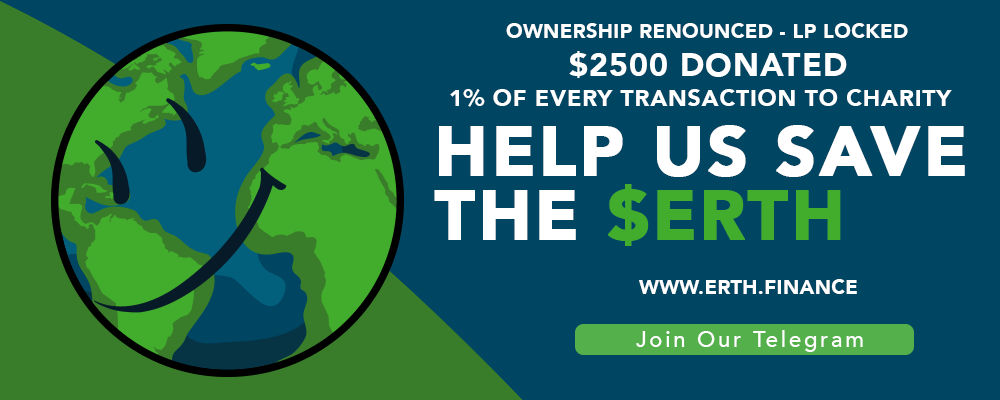 OWNERSHIP RENOUNCED - LP LOCKED
$2500 DONATED
1% OF EVERY TRANSACTION TO CHARITY
HELP US SAVE
THE $ERTH
WWW.ERTH.FINANCE
Join Our Telegram